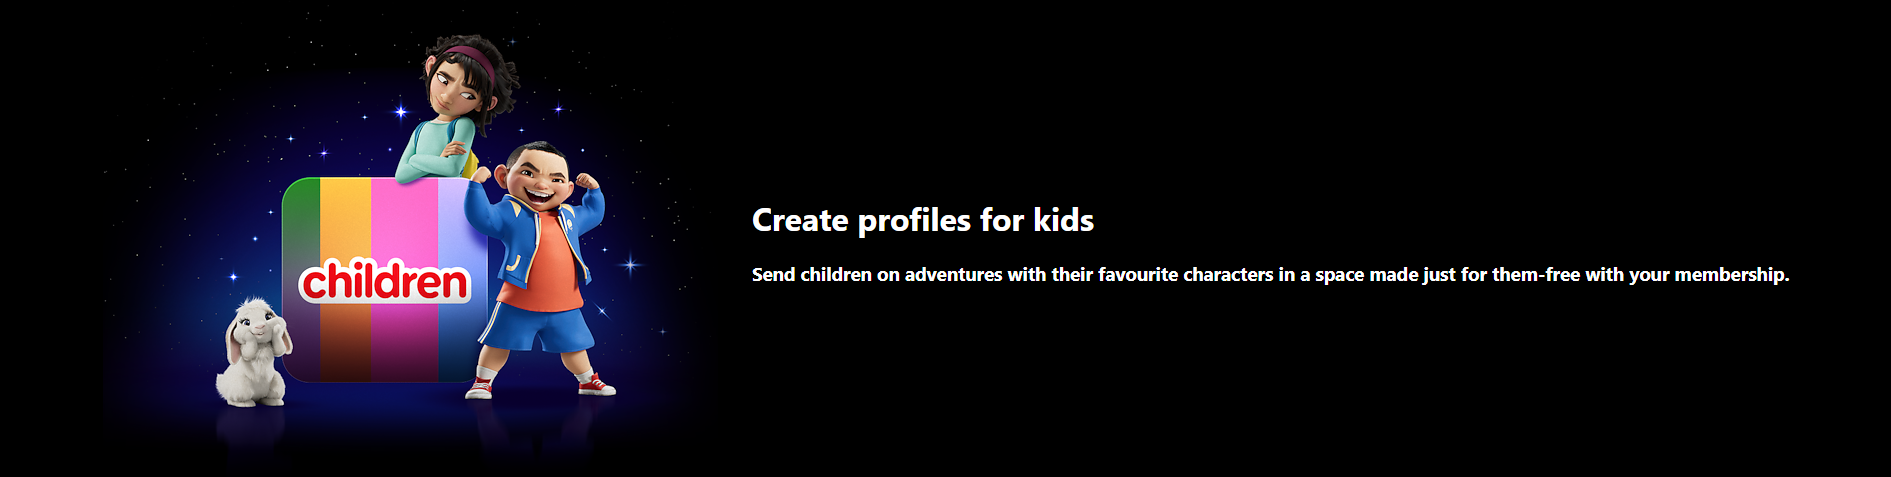 children
Create profiles for kids
Send children on adventures with their favourite characters in a space made just for them-free with your membership.